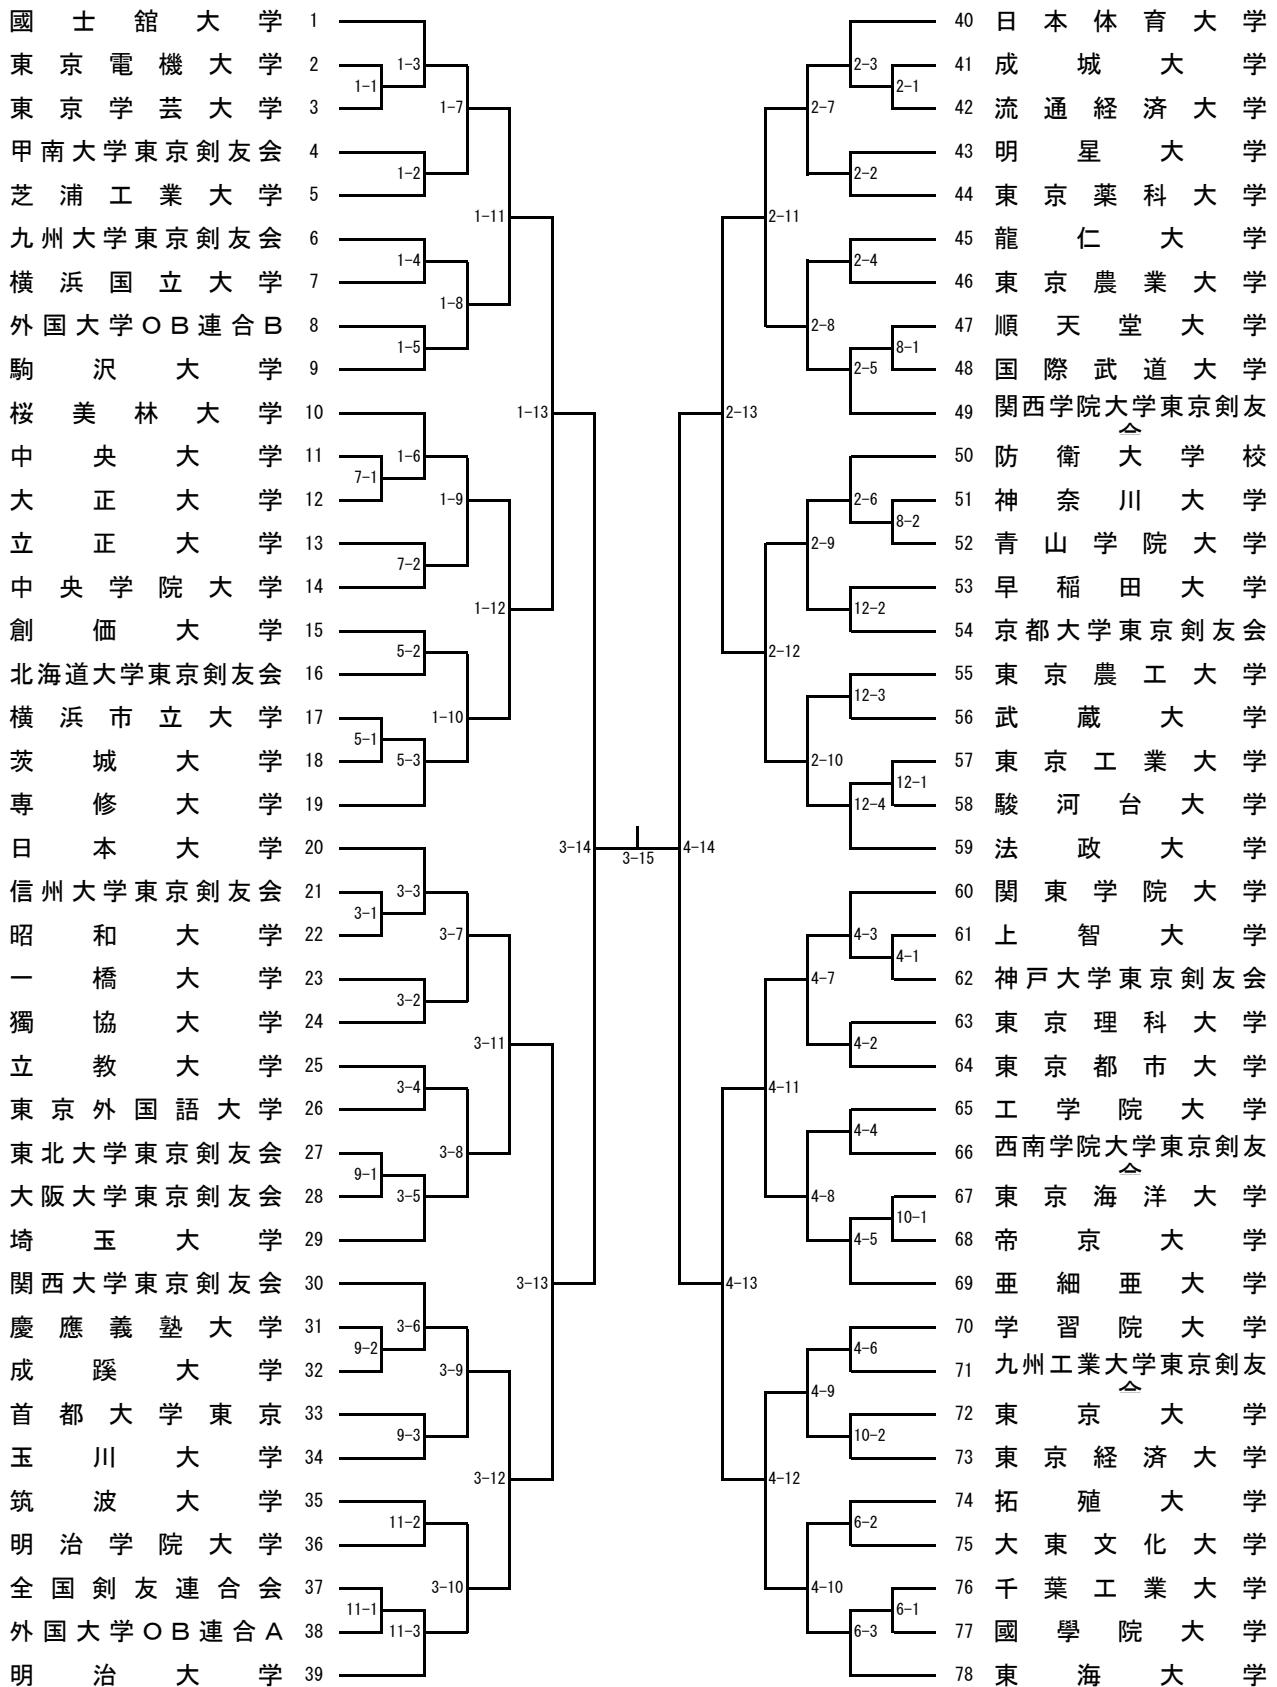 國士舘大学 1
東京電機大学 2
東京学芸大学 3
甲南大学東京剣友会 4
芝浦工業大学 5
九州大学東京剣友会 6
横浜国立大学 7
外国大学OB連合B 8
駒沢大学 9
桜美林大学 10
中央大学 11
大正大学 12
立正大学 13
中央学院大学 14
創価大学 15
北海道大学東京剣友会 16
横浜市立大学 17
茨城大学 18
専修大学 19
日本大学 20
信州大学東京剣友会 21
昭和大学 22
一橋大学 23
獨協大学 24
立教大学 25
東京外国語大学 26
東北大学東京剣友会 27
大阪大学東京剣友会 28
埼玉大学 29
関西大学東京剣友会 30
慶應義塾大学 31
成蹊大学 32
首都大学東京 33
玉川大学 34
筑波大学 35
明治学院大学 36
全国剣友連合会 37
外国大学OB連合A 38
明治大学 39
1-3
1-1
1-7
1-2
1-11
1-4
1-8
1-5
1-13
1-6
7-1
1-9
7-2
1-12
5-2
1-10
5-1
5-3
3-14
3-3
3-1
3-7
3-2
3-11
3-4
3-8
9-1
3-5
3-13
3-6
9-2
3-9
9-3
3-12
11-2
3-10
11-1
11-3
3-15
4-14
2-3
2-1
2-7
2-2
2-11
2-4
2-8
8-1
2-5
2-13
2-6
8-2
2-9
12-2
2-12
12-3
2-10
12-1
12-4
4-3
4-1
4-7
4-2
4-11
4-4
4-8
10-1
4-5
4-13
4-6
4-9
10-2
4-12
6-2
4-10
6-1
6-3
40 日本体育大学
41 成城大学
42 流通経済大学
43 明星大学
44 東京薬科大学
45 龍仁大学
46 東京農業大学
47 順天堂大学
48 国際武道大学
49 関西学院大学東京剣友
会
50 防衛大学校
51 神奈川大学
52 青山学院大学
53 早稲田大学
54 京都大学東京剣友会
55 東京農工大学
56 武蔵大学
57 東京工業大学
58 駿河台大学
59 法政大学
60 関東学院大学
61 上智大学
62 神戸大学東京剣友会
63 東京理科大学
64 東京都市大学
65 工学院大学
66 西南学院大学東京剣友
会
67 東京海洋大学
68 帝京大学
69 亜細亜大学
70 学習院大学
71 九州工業大学東京剣友
会
72 東京大学
73 東京経済大学
74 拓殖大学
75 大東文化大学
76 千葉工業大学
77 國學院大学
78 東海大学